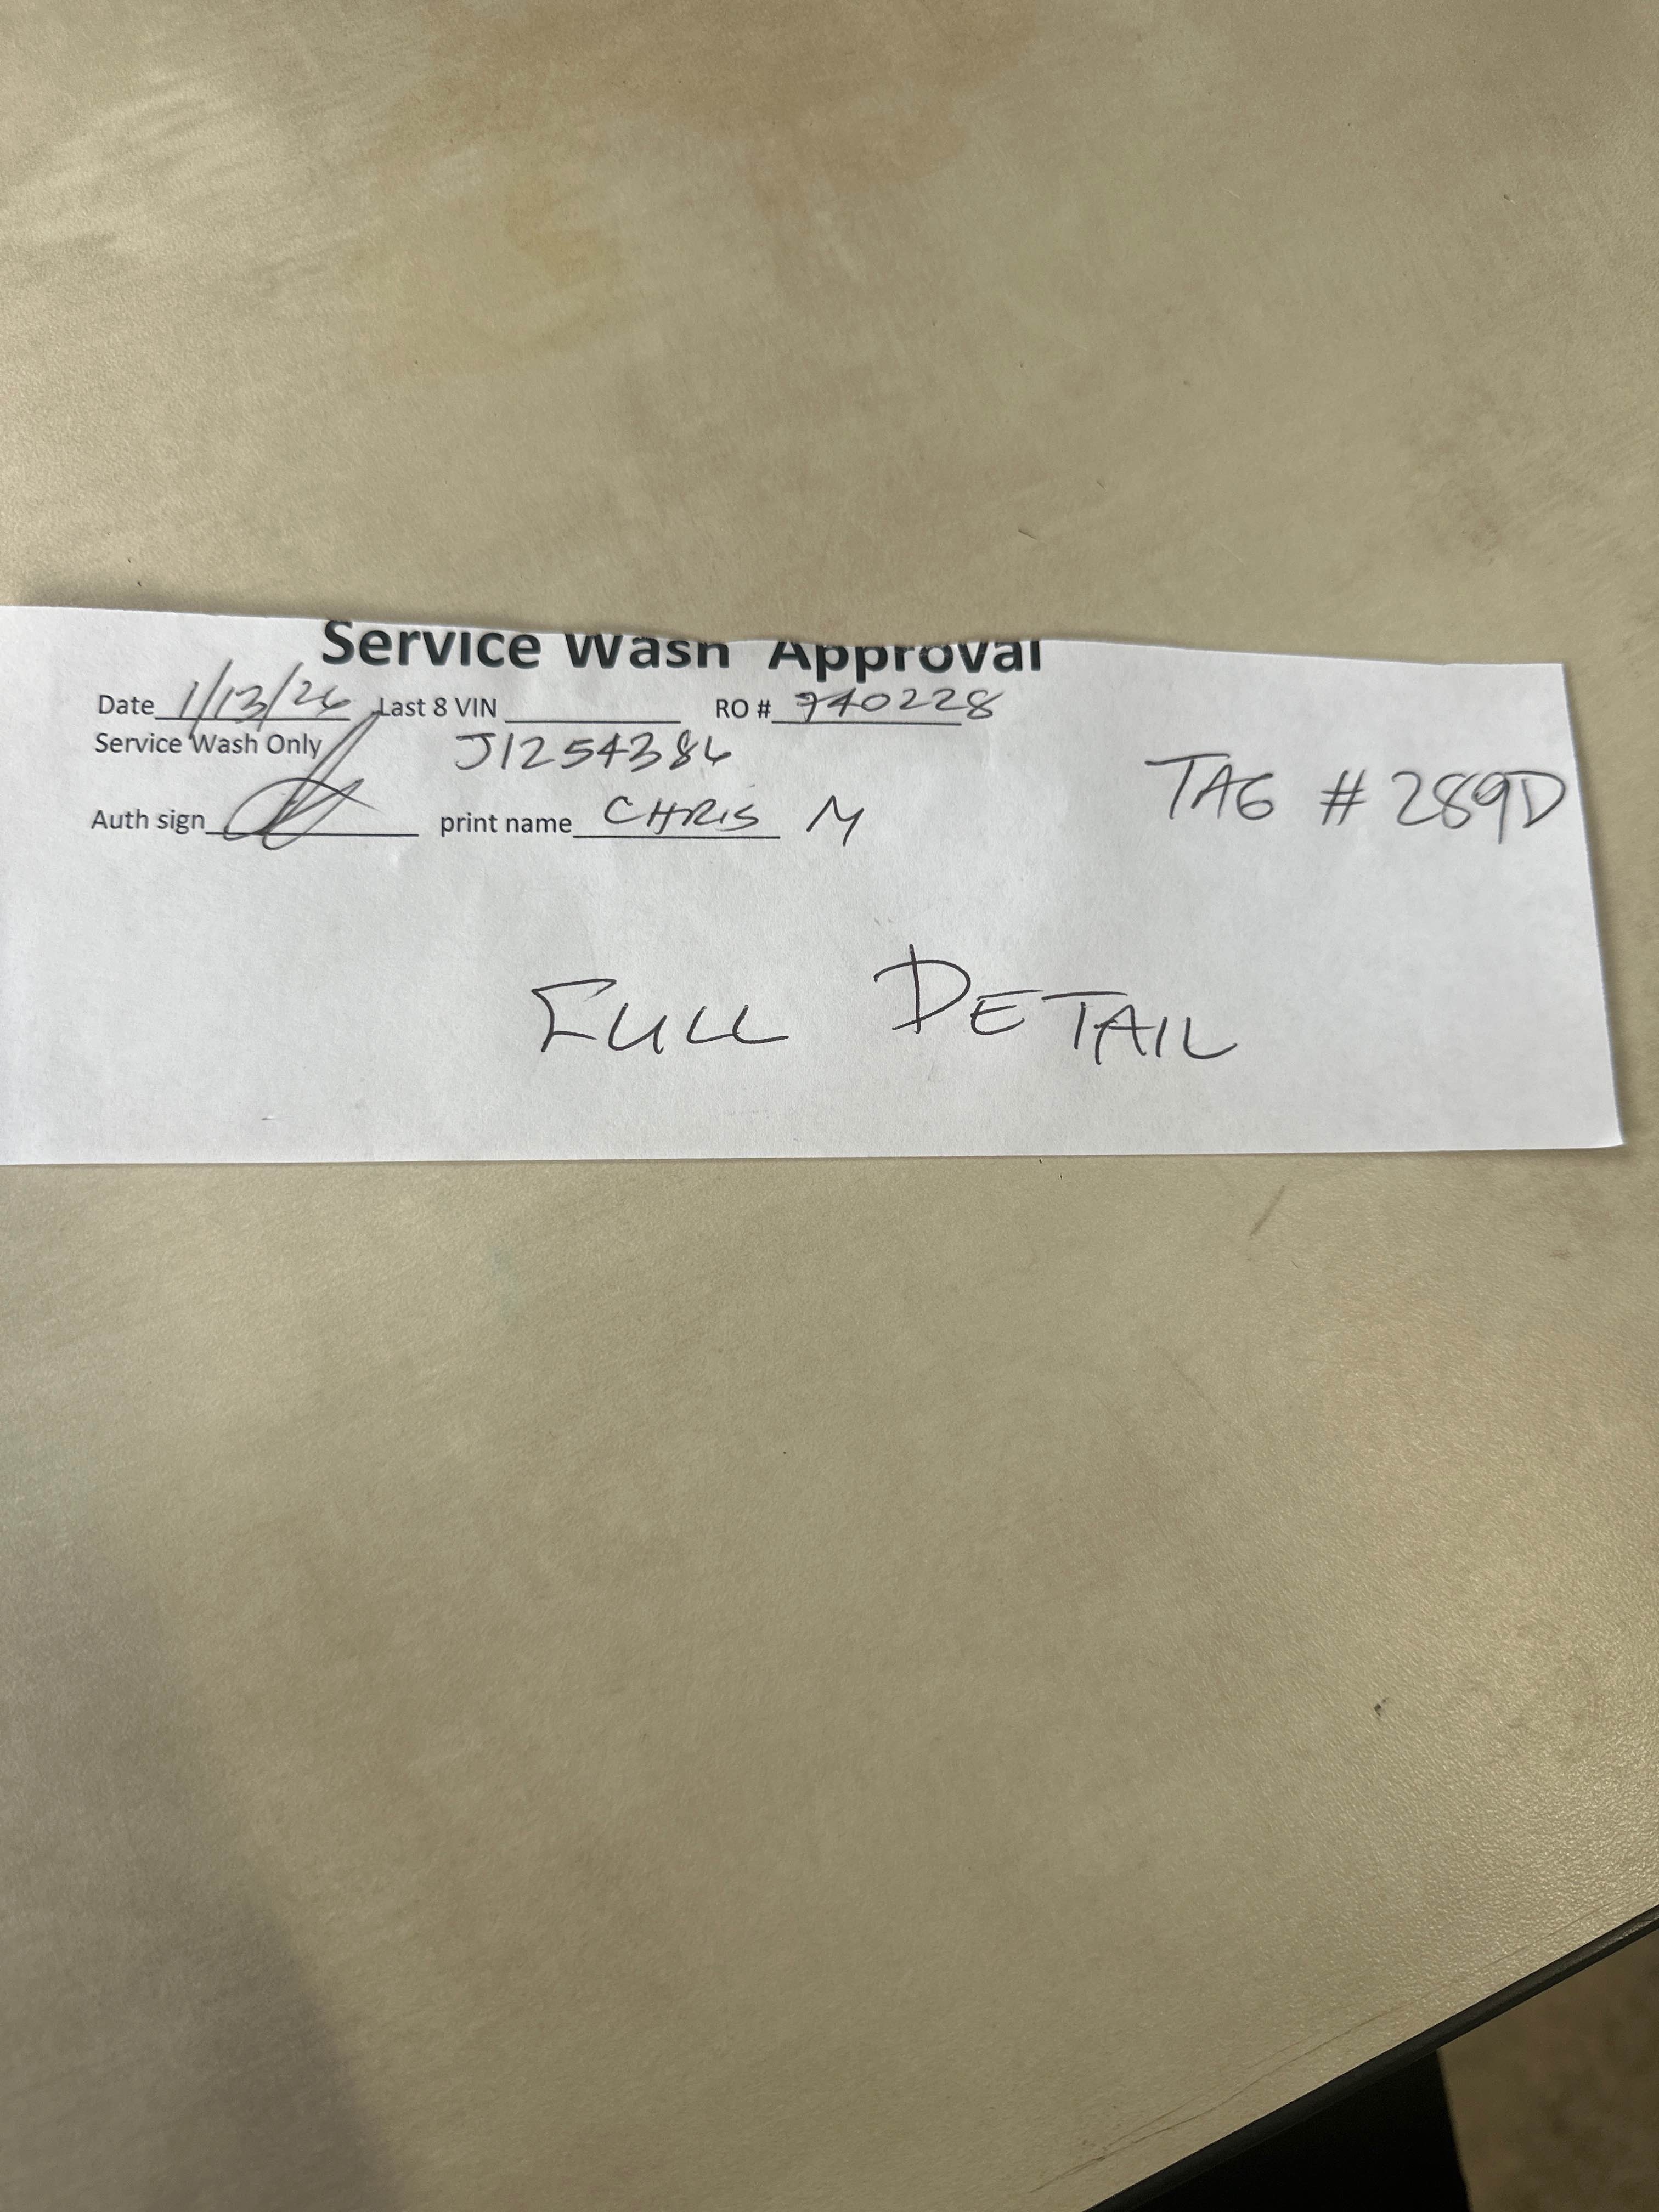 Service Wash Approval
Date 1/13/26 Last 8 VIN RO # 740228
Service Wash Only J1254386
TAG # 289D
Auth sign print name CHRIS M
FULL DETAIL